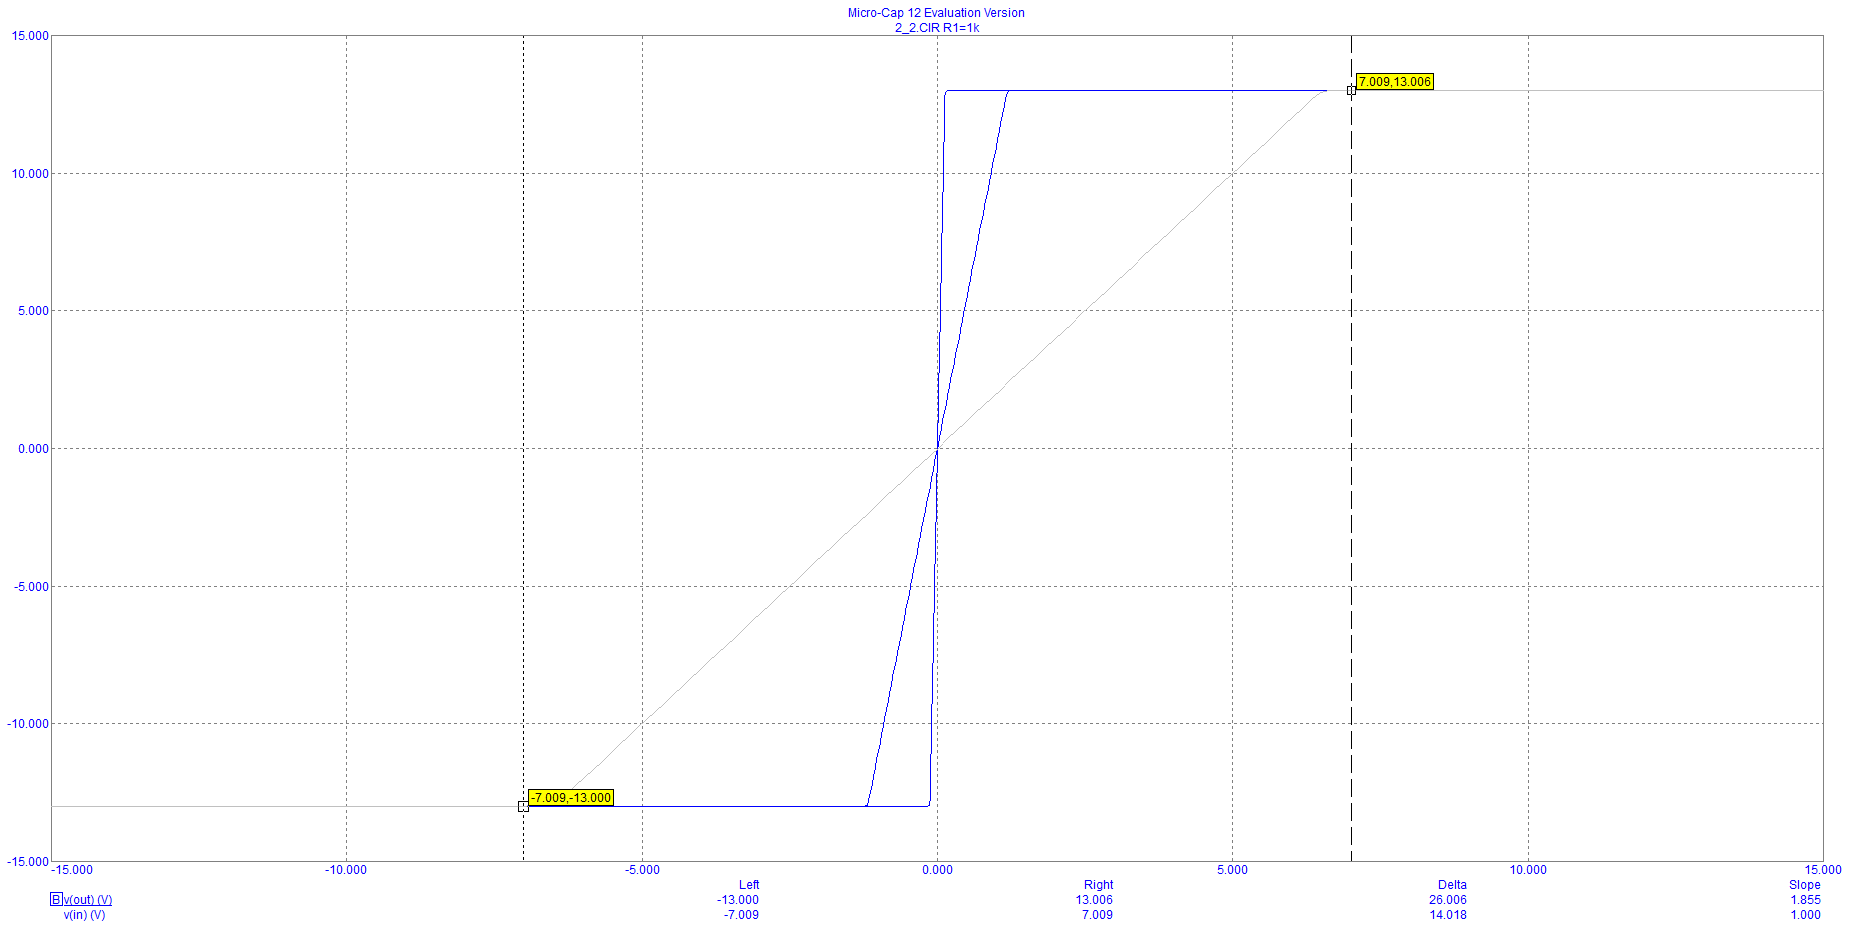 Micro-Cap 12 Evaluation Version
2_2.CIR R1=1k
15.000
7.009,13.006
10.000
5.000
0.000
-5.000
-10.000
-7.009,-13.000
-15.000
-15.000 -10.000 -5.000 0.000 5.000 10.000 15.000
Left Right Delta Slope
B v(out) (V) -13.000 13.006 26.006 1.855
v(in) (V) -7.009 7.009 14.018 1.000